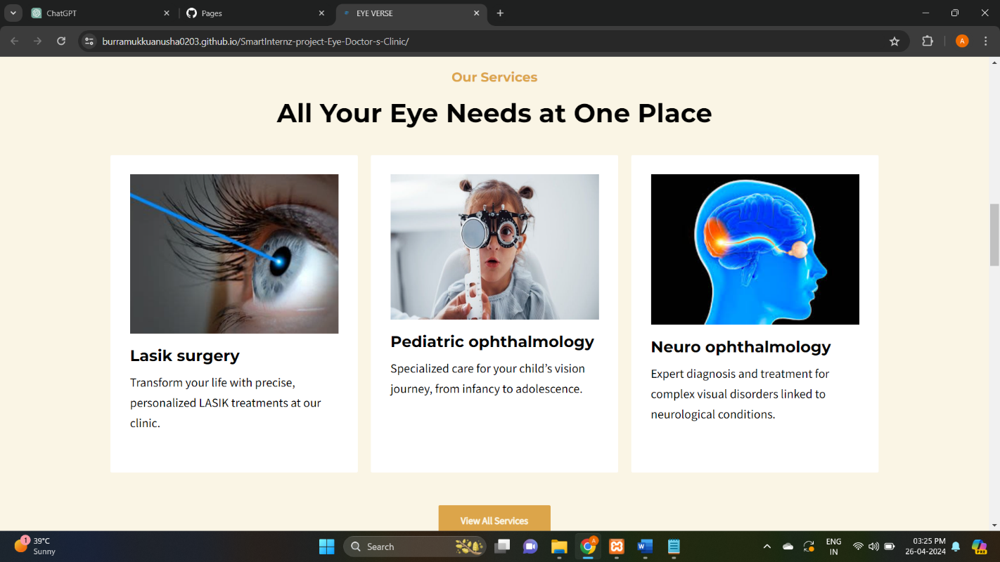 ChatGPT
Pages
EYE VERSE
burramukkuanusha0203.github.io/SmartInternz-project-Eye-Doctor-s-Clinic/
A
Our Services
All Your Eye Needs at One Place
Lasik surgery
Transform your life with precise,
personalized LASIK treatments at our
clinic.
Pediatric ophthalmology
Specialized care for your child’s vision
journey, from infancy to adolescence.
Neuro ophthalmology
Expert diagnosis and treatment for
complex visual disorders linked to
neurological conditions.
View All Services
1
39°C
Sunny
Search
A
W
ENG
IN
03:25 PM
26-04-2024
PRE